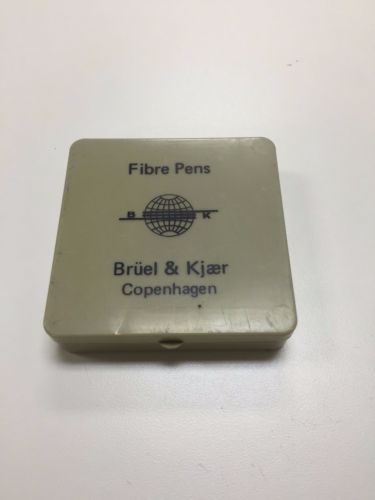 Fibre Pens
B K
Brüel & Kjær
Copenhagen